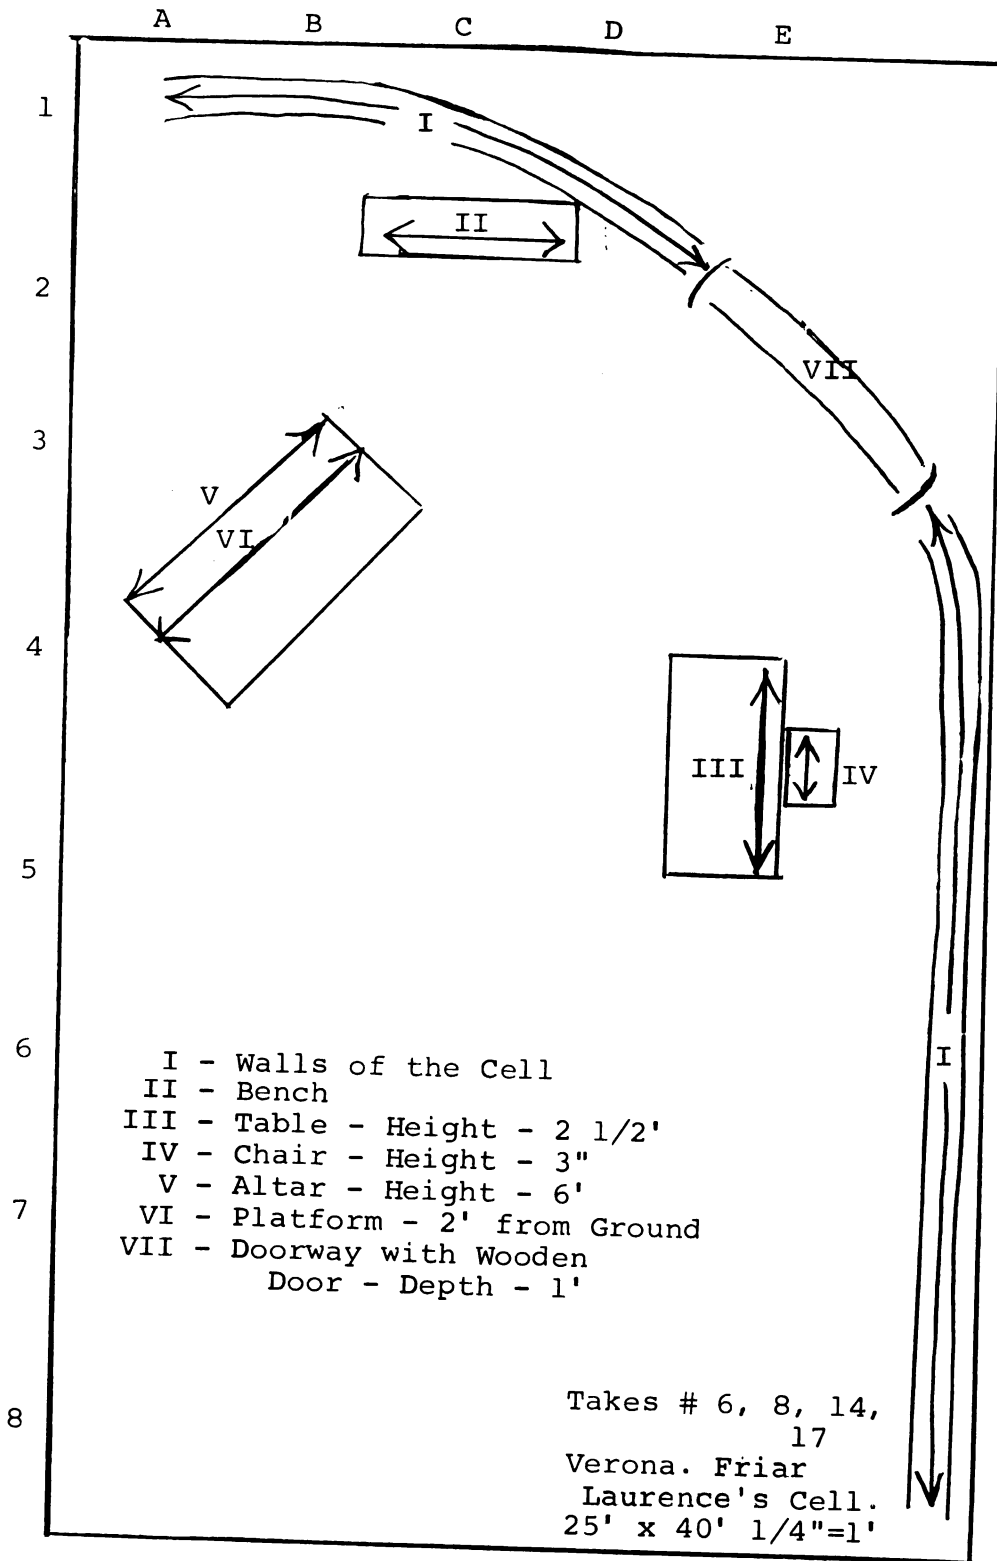 A B C D E
1
I
II
2
VII
3
V
VI
4
III IV
5
6
I
I - Walls of the Cell
II - Bench
III - Table - Height - 2 1/2'
IV - Chair - Height - 3"
V - Altar - Height - 6'
7
VI - Platform - 2' from Ground
VII - Doorway with Wooden
Door - Depth - 1'
8
Takes # 6, 8, 14,
17
Verona. Friar
Laurence's Cell.
25' x 40' 1/4"=1'